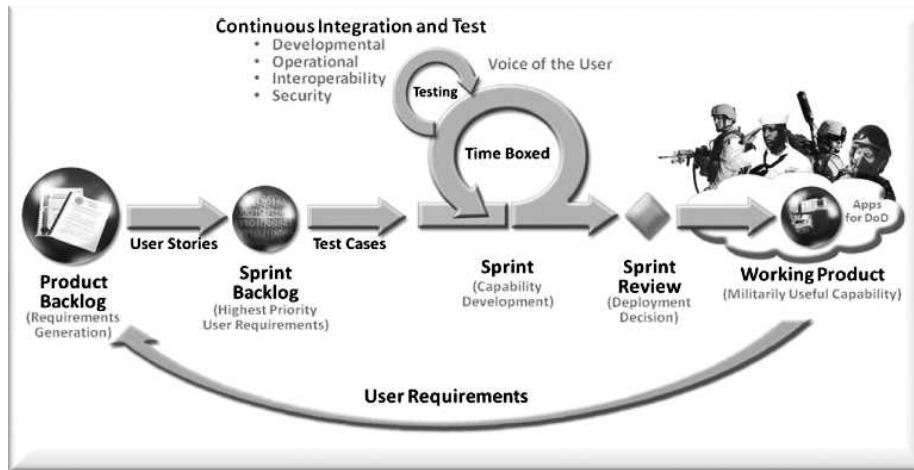 Continuous Integration and Test
• Developmental
• Operational
• Interoperability
• Security
Voice of the User
Testing
Time Boxed
Apps
for DoD
User Stories
Test Cases
Product
Backlog
(Requirements
Generation)
Sprint
Backlog
(Highest Priority
User Requirements)
Sprint
(Capability
Development)
Sprint
Review
(Deployment
Decision)
Working Product
(Militarily Useful Capability)
User Requirements